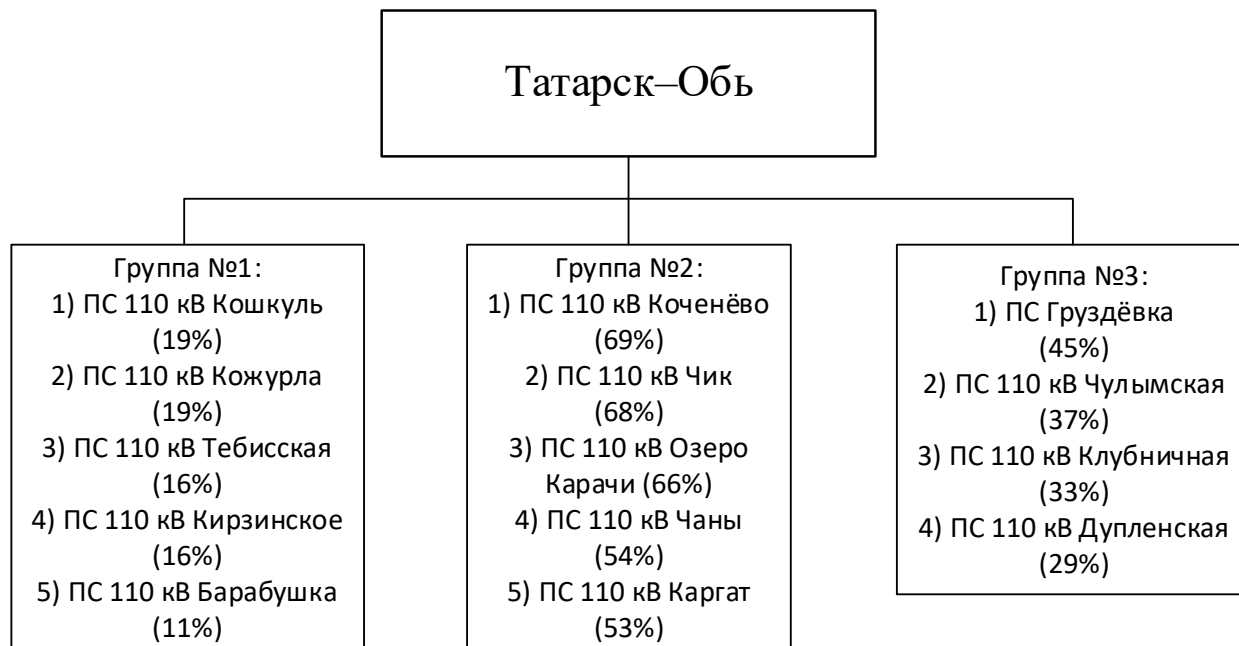 Татарск–Обь
Группа №1:
1) ПС 110 кВ Кошкуль
(19%)
2) ПС 110 кВ Кожурла
(19%)
3) ПС 110 кВ Тебисская
(16%)
4) ПС 110 кВ Кирзинское
(16%)
5) ПС 110 кВ Барабушка
(11%)
Группа №2:
1) ПС 110 кВ Коченёво
(69%)
2) ПС 110 кВ Чик
(68%)
3) ПС 110 кВ Озеро
Карачи (66%)
4) ПС 110 кВ Чаны
(54%)
5) ПС 110 кВ Каргат
(53%)
Группа №3:
1) ПС Груздёвка
(45%)
2) ПС 110 кВ Чулымская
(37%)
3) ПС 110 кВ Клубничная
(33%)
4) ПС 110 кВ Дупленская
(29%)